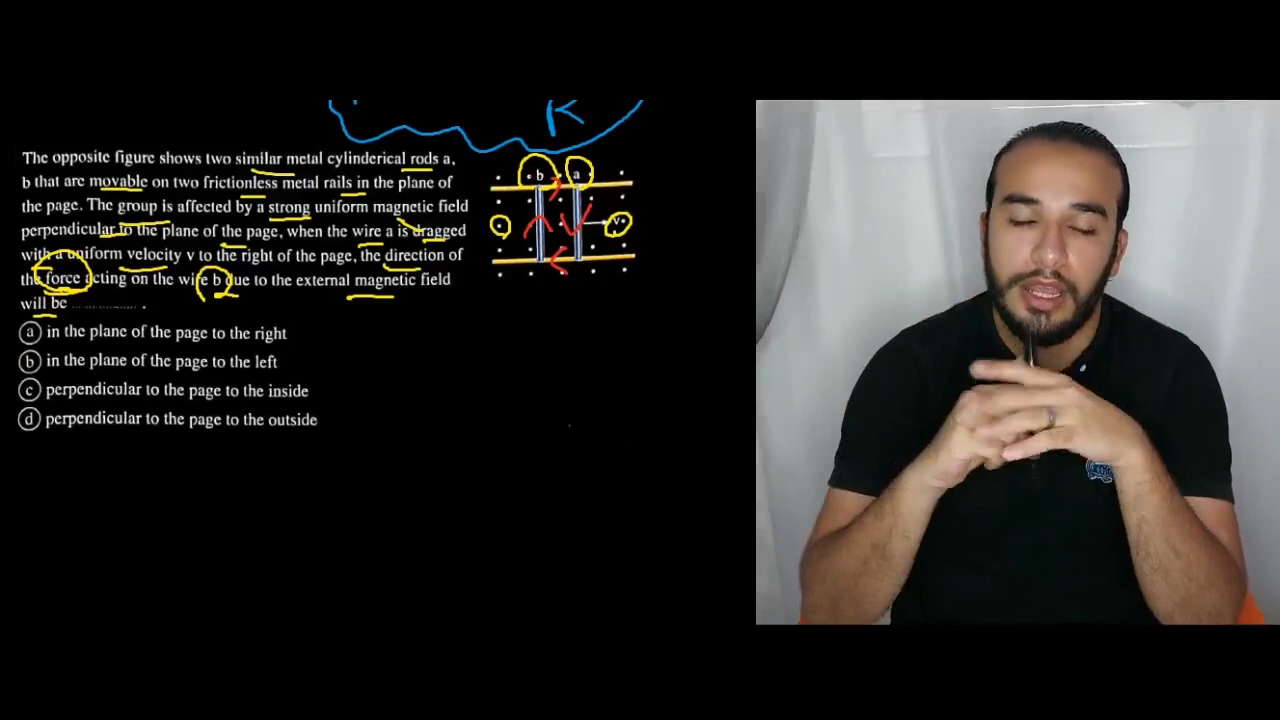 R
The opposite figure shows two similar metal cylinderical rods a,
b that are movable on two frictionless metal rails in the plane of
the page. The group is affected by a strong uniform magnetic field
perpendicular to the plane of the page, when the wire a is dragged
with a uniform velocity v to the right of the page, the direction of
the force acting on the wire b due to the external magnetic field
will be ............ .
a in the plane of the page to the right
b in the plane of the page to the left
c perpendicular to the page to the inside
d perpendicular to the page to the outside
b a
v
2